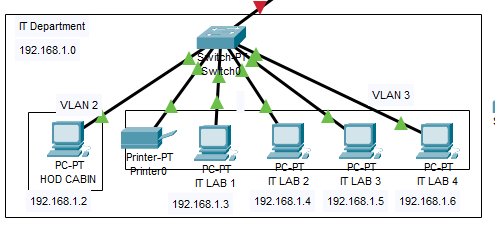 IT Department
192.168.1.0
Switch-PT
Switch0
VLAN 2
VLAN 3
PC-PT
HOD CABIN
Printer-PT
Printer0
PC-PT
IT LAB 1
PC-PT
IT LAB 2
PC-PT
IT LAB 3
PC-PT
IT LAB 4
192.168.1.2
192.168.1.3
192.168.1.4
192.168.1.5
192.168.1.6